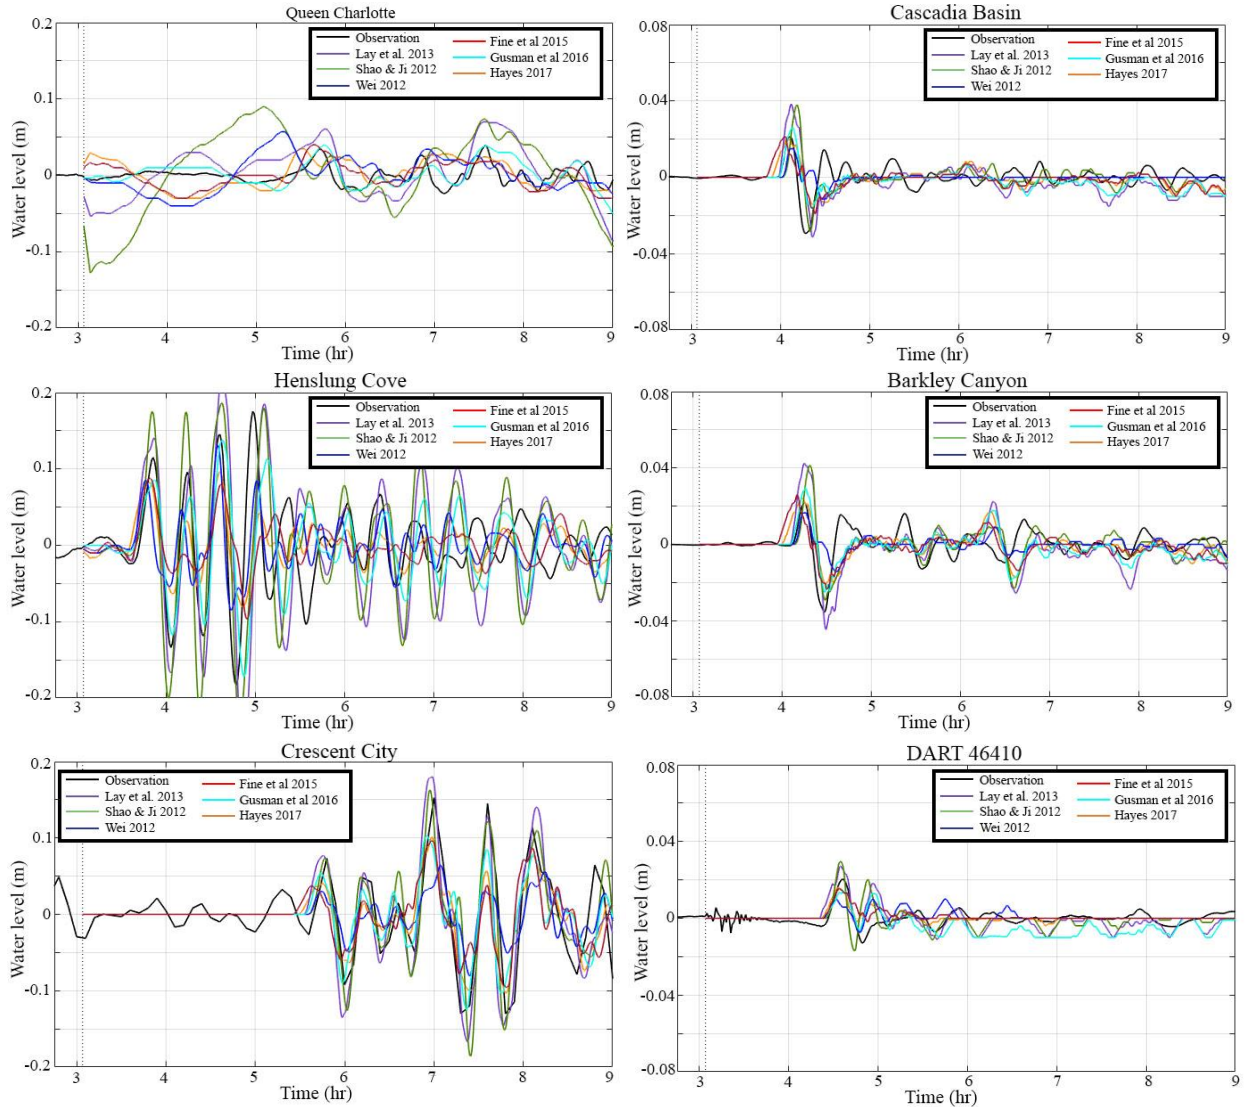 Queen Charlotte
Observation
Lay et al. 2013
Shao & Ji 2012
Wei 2012
Fine et al 2015
Gusman et al 2016
Hayes 2017
Water level (m)
0.2
0.1
0
-0.1
-0.2
3 4 5 6 7 8 9
Time (hr)
Cascadia Basin
Observation
Lay et al. 2013
Shao & Ji 2012
Wei 2012
Fine et al 2015
Gusman et al 2016
Hayes 2017
Water level (m)
0.08
0.04
0
-0.04
-0.08
3 4 5 6 7 8 9
Time (hr)
Henslung Cove
Observation
Lay et al. 2013
Shao & Ji 2012
Wei 2012
Fine et al 2015
Gusman et al 2016
Hayes 2017
Water level (m)
0.2
0.1
0
-0.1
-0.2
3 4 5 6 7 8 9
Time (hr)
Barkley Canyon
Observation
Lay et al. 2013
Shao & Ji 2012
Wei 2012
Fine et al 2015
Gusman et al 2016
Hayes 2017
Water level (m)
0.08
0.04
0
-0.04
-0.08
3 4 5 6 7 8 9
Time (hr)
Crescent City
Observation
Lay et al. 2013
Shao & Ji 2012
Wei 2012
Fine et al 2015
Gusman et al 2016
Hayes 2017
Water level (m)
0.2
0.1
0
-0.1
-0.2
3 4 5 6 7 8 9
Time (hr)
DART 46410
Observation
Lay et al. 2013
Shao & Ji 2012
Wei 2012
Fine et al 2015
Gusman et al 2016
Hayes 2017
Water level (m)
0.08
0.04
0
-0.04
-0.08
3 4 5 6 7 8 9
Time (hr)